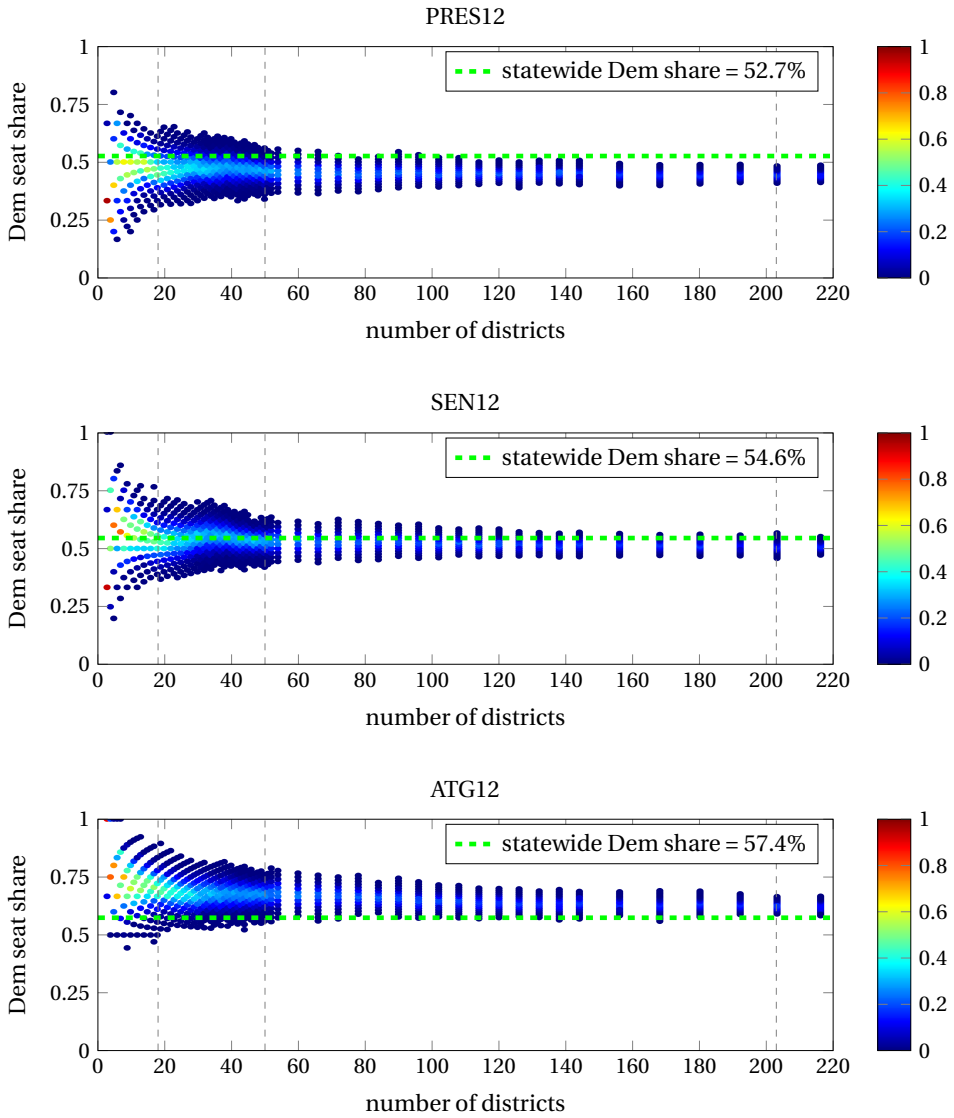 PRES12
statewide Dem share = 52.7%
Dem seat share
1
0.75
0.5
0.25
0
0 20 40 60 80 100 120 140 160 180 200 220
number of districts
1
0.8
0.6
0.4
0.2
0
SEN12
statewide Dem share = 54.6%
Dem seat share
1
0.75
0.5
0.25
0
0 20 40 60 80 100 120 140 160 180 200 220
number of districts
1
0.8
0.6
0.4
0.2
0
ATG12
statewide Dem share = 57.4%
Dem seat share
1
0.75
0.5
0.25
0
0 20 40 60 80 100 120 140 160 180 200 220
number of districts
1
0.8
0.6
0.4
0.2
0